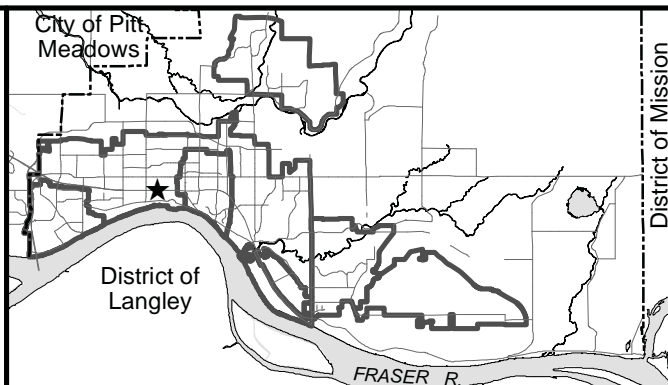 City of Pitt
Meadows
District of Mission
District of
Langley
FRASER R.